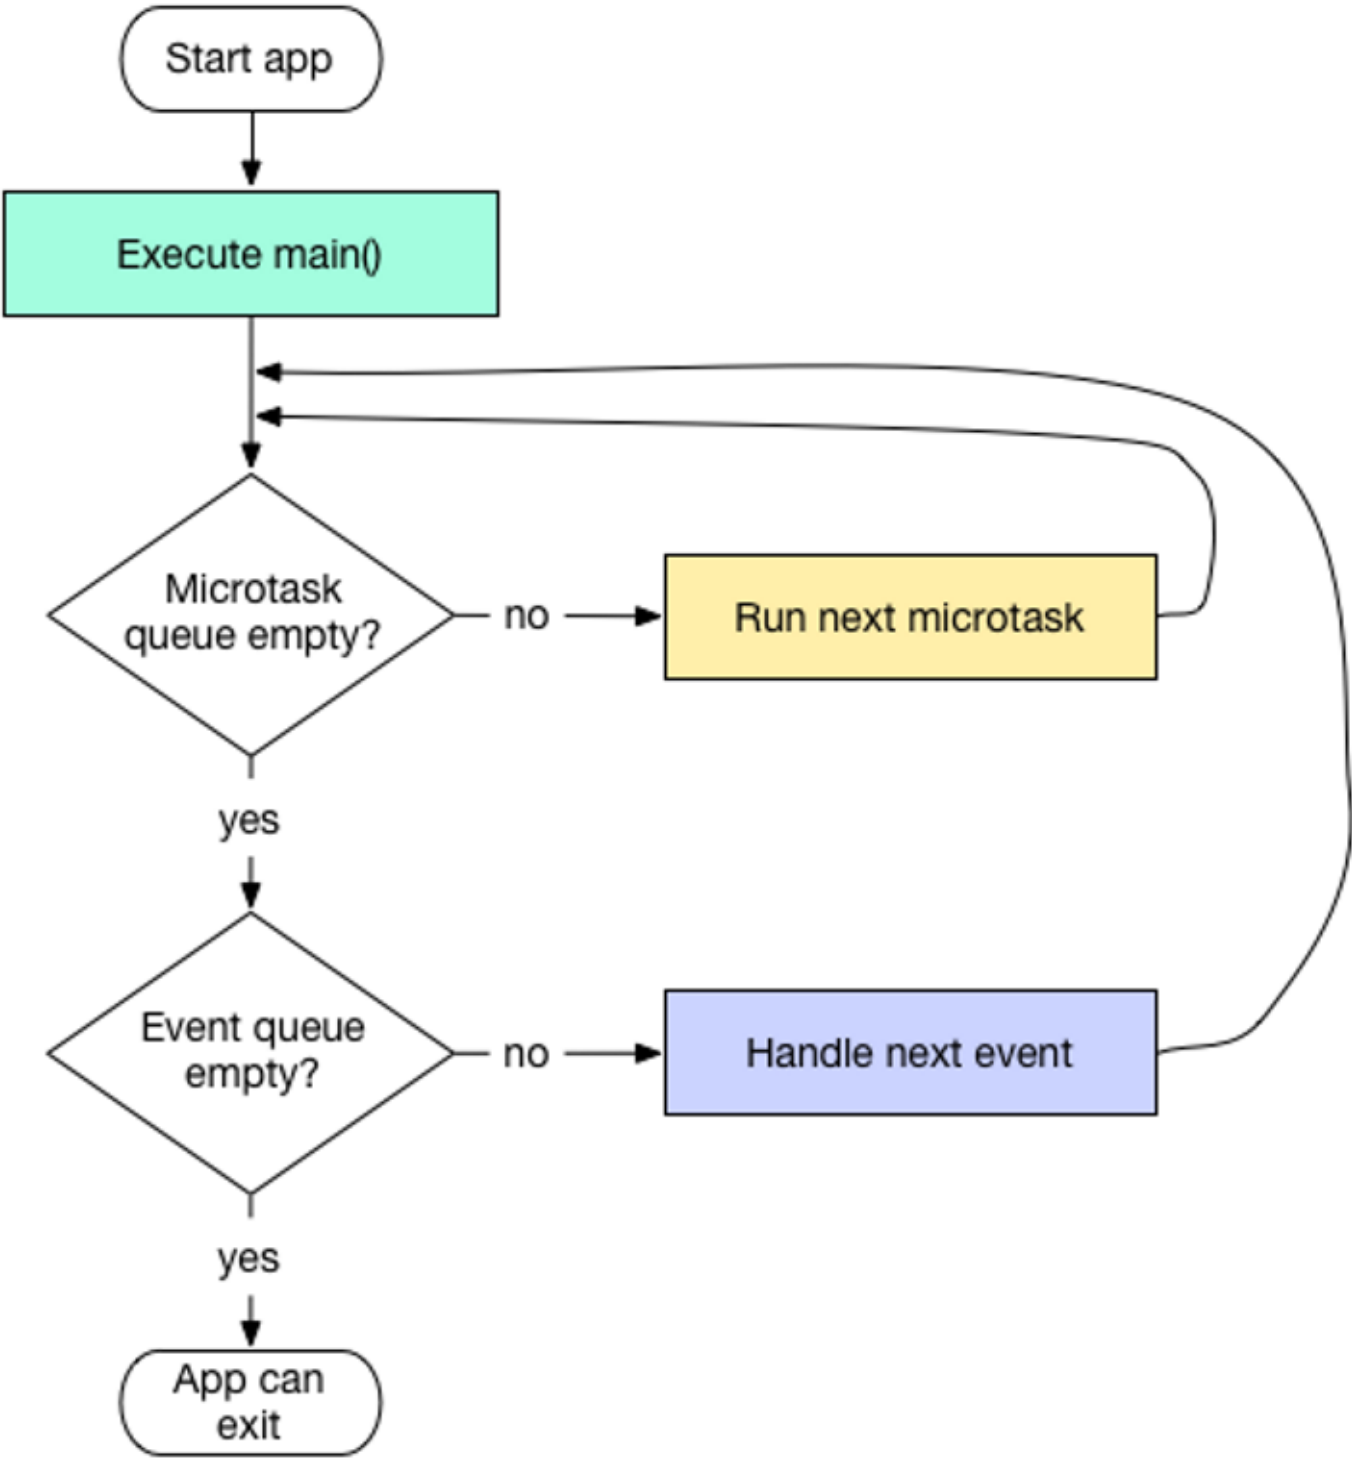 Start app
Execute main()
Microtask
queue empty?
no
Run next microtask
yes
Event queue
empty?
no
Handle next event
yes
App can
exit